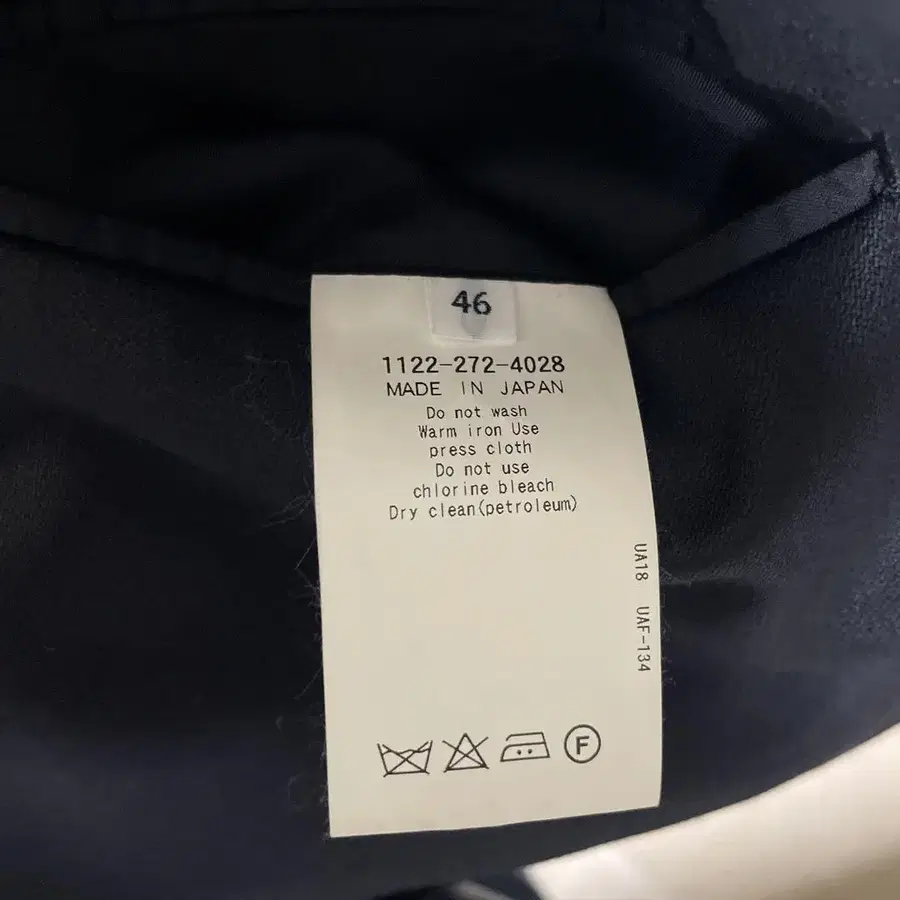 46
1122-272-4028
MADE IN JAPAN
Do not wash
Warm iron Use
press cloth
Do not use
chlorine bleach
Dry clean(petroleum)
UA18 UAF-134
F